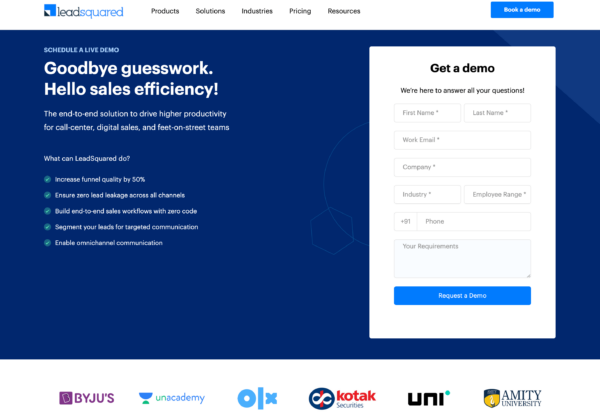 leadsquared
Products Solutions Industries Pricing Resources
Book a demo
SCHEDULE A LIVE DEMO
Goodbye guesswork.
Hello sales efficiency!
The end-to-end solution to drive higher productivity
for call-center, digital sales, and feet-on-street teams
What can LeadSquared do?
Increase funnel quality by 50%
Ensure zero lead leakage across all channels
Build end-to-end sales workflows with zero code
Segment your leads for targeted communication
Enable omnichannel communication
Get a demo
We're here to answer all your questions!
First Name * Last Name *
Work Email *
Company *
Industry * Employee Range *
+91 Phone
Your Requirements
Request a Demo
BYJU'S unacademy olx kotak UNI AMITY
Securities UNIVERSITY